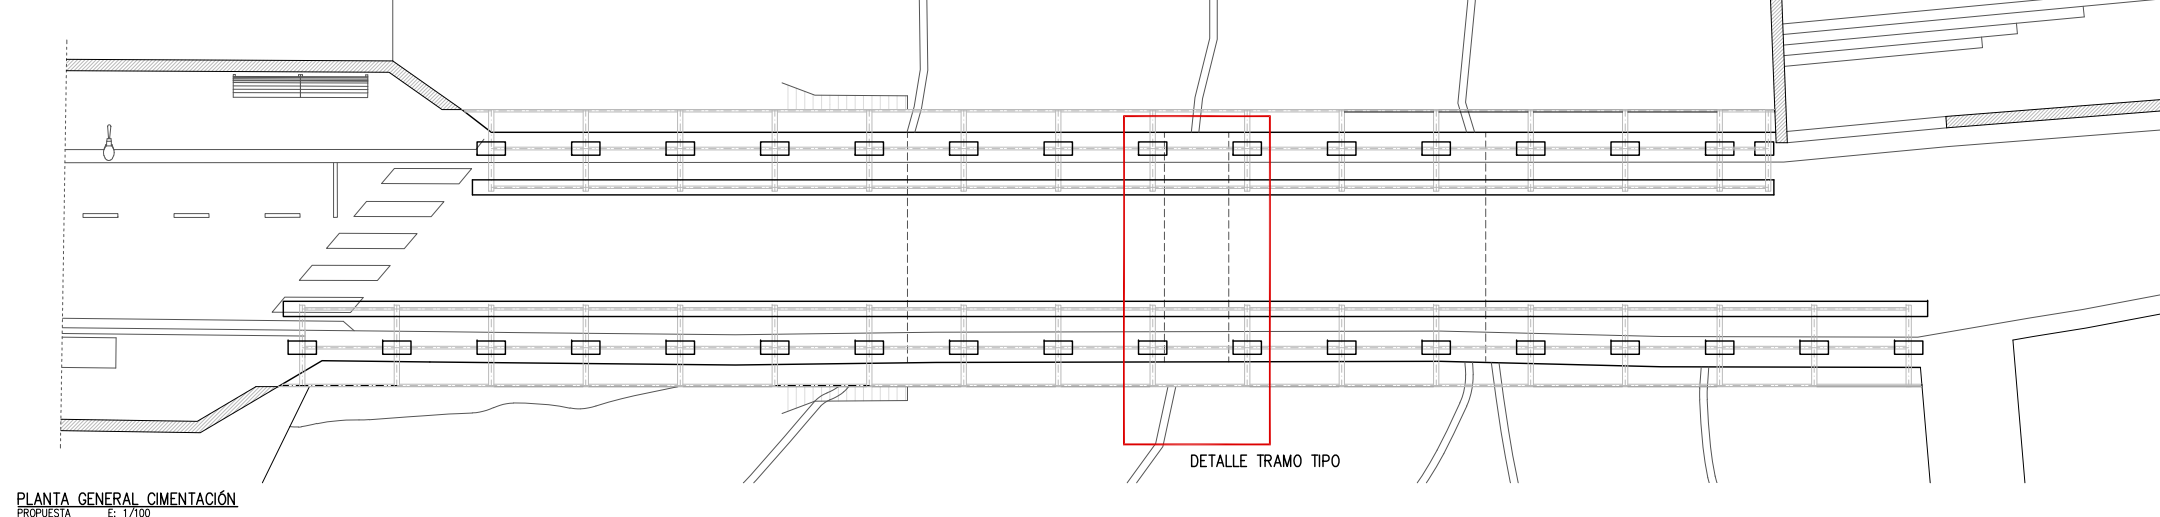 DETALLE TRAMO TIPO
PLANTA GENERAL CIMENTACIÓN
PROPUESTA E: 1/100